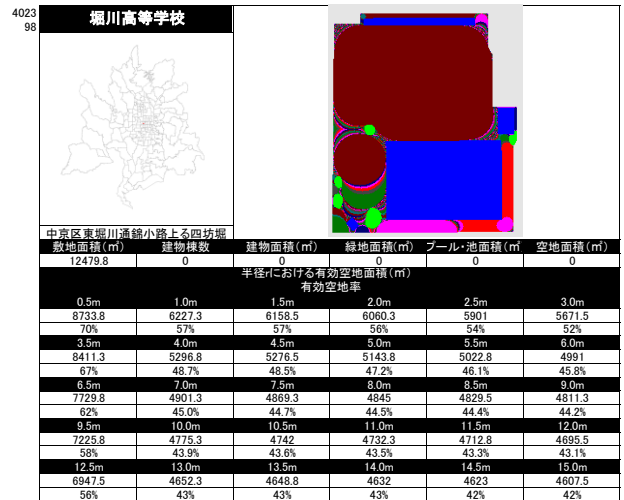 4023
98
堀川高等学校
中京区東堀川通錦小路上る四坊堀
敷地面積(㎡) 建物棟数 建物面積(㎡) 緑地面積(㎡) プール・池面積(㎡ 空地面積(㎡)
12479.8 0 0 0 0 0
半径rにおける有効空地面積(㎡)
有効空地率
0.5m 1.0m 1.5m 2.0m 2.5m 3.0m
8733.8 6227.3 6158.5 6060.3 5901 5671.5
70% 57% 57% 56% 54% 52%
3.5m 4.0m 4.5m 5.0m 5.5m 6.0m
8411.3 5296.8 5276.5 5143.8 5022.8 4991
67% 48.7% 48.5% 47.2% 46.1% 45.8%
6.5m 7.0m 7.5m 8.0m 8.5m 9.0m
7729.8 4901.3 4869.3 4845 4829.5 4811.3
62% 45.0% 44.7% 44.5% 44.4% 44.2%
9.5m 10.0m 10.5m 11.0m 11.5m 12.0m
7225.8 4775.3 4742 4732.3 4712.8 4695.5
58% 43.9% 43.6% 43.5% 43.3% 43.1%
12.5m 13.0m 13.5m 14.0m 14.5m 15.0m
6947.5 4652.3 4648.8 4632 4623 4607.5
56% 43% 43% 43% 42% 42%